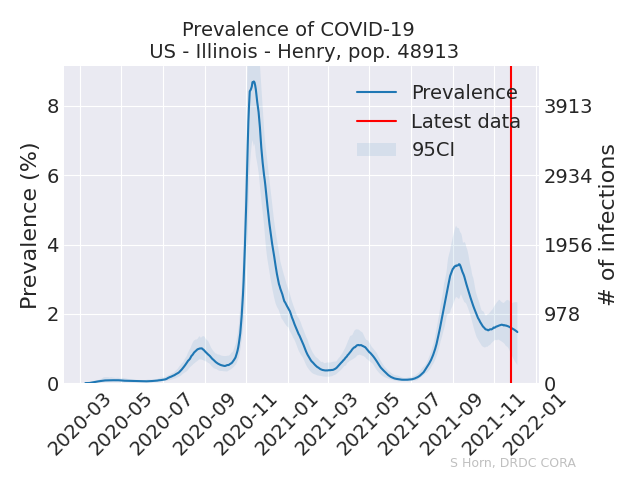 Prevalence of COVID-19
US - Illinois - Henry, pop. 48913
Prevalence
Latest data
95CI
Prevalence (%)
8
6
4
2
0
3913
2934
1956
978
0
# of infections
2020-03
2020-05
2020-07
2020-09
2020-11
2021-01
2021-03
2021-05
2021-07
2021-09
2021-11
2022-01
S Horn, DRDC CORA